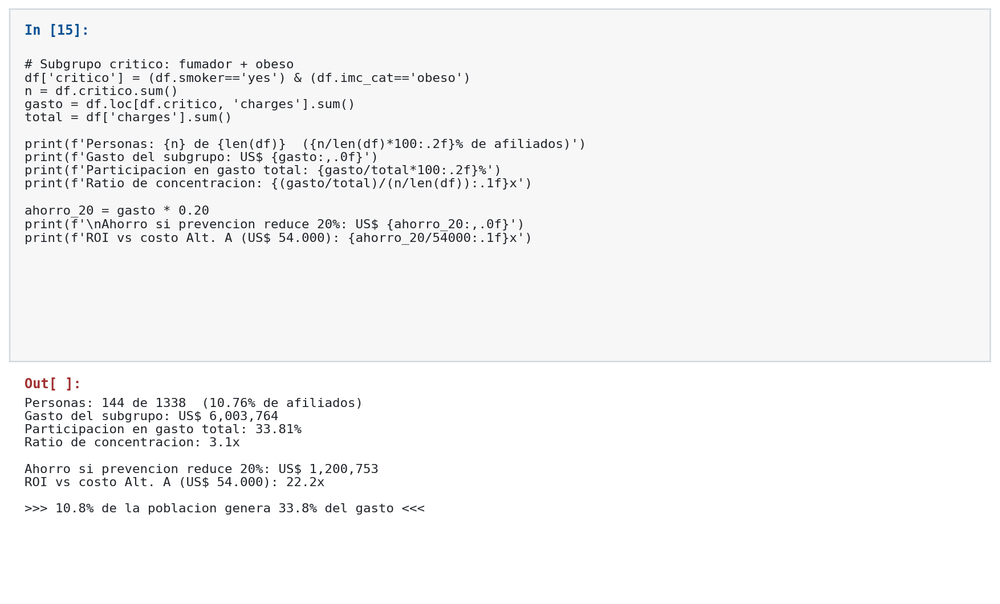 In [15]:
# Subgrupo critico: fumador + obeso
df['critico'] = (df.smoker=='yes') & (df.imc_cat=='obeso')
n = df.critico.sum()
gasto = df.loc[df.critico, 'charges'].sum()
total = df['charges'].sum()
print(f'Personas: {n} de {len(df)}  ({n/len(df)*100:.2f}% de afiliados)')
print(f'Gasto del subgrupo: US$ {gasto:,.0f}')
print(f'Participacion en gasto total: {gasto/total*100:.2f}%')
print(f'Ratio de concentracion: {(gasto/total)/(n/len(df)):.1f}x')
ahorro_20 = gasto * 0.20
print(f'\nAhorro si prevencion reduce 20%: US$ {ahorro_20:,.0f}')
print(f'ROI vs costo Alt. A (US$ 54.000): {ahorro_20/54000:.1f}x')
Out[ ]:
Personas: 144 de 1338  (10.76% de afiliados)
Gasto del subgrupo: US$ 6,003,764
Participacion en gasto total: 33.81%
Ratio de concentracion: 3.1x
Ahorro si prevencion reduce 20%: US$ 1,200,753
ROI vs costo Alt. A (US$ 54.000): 22.2x
>>> 10.8% de la poblacion genera 33.8% del gasto <<<